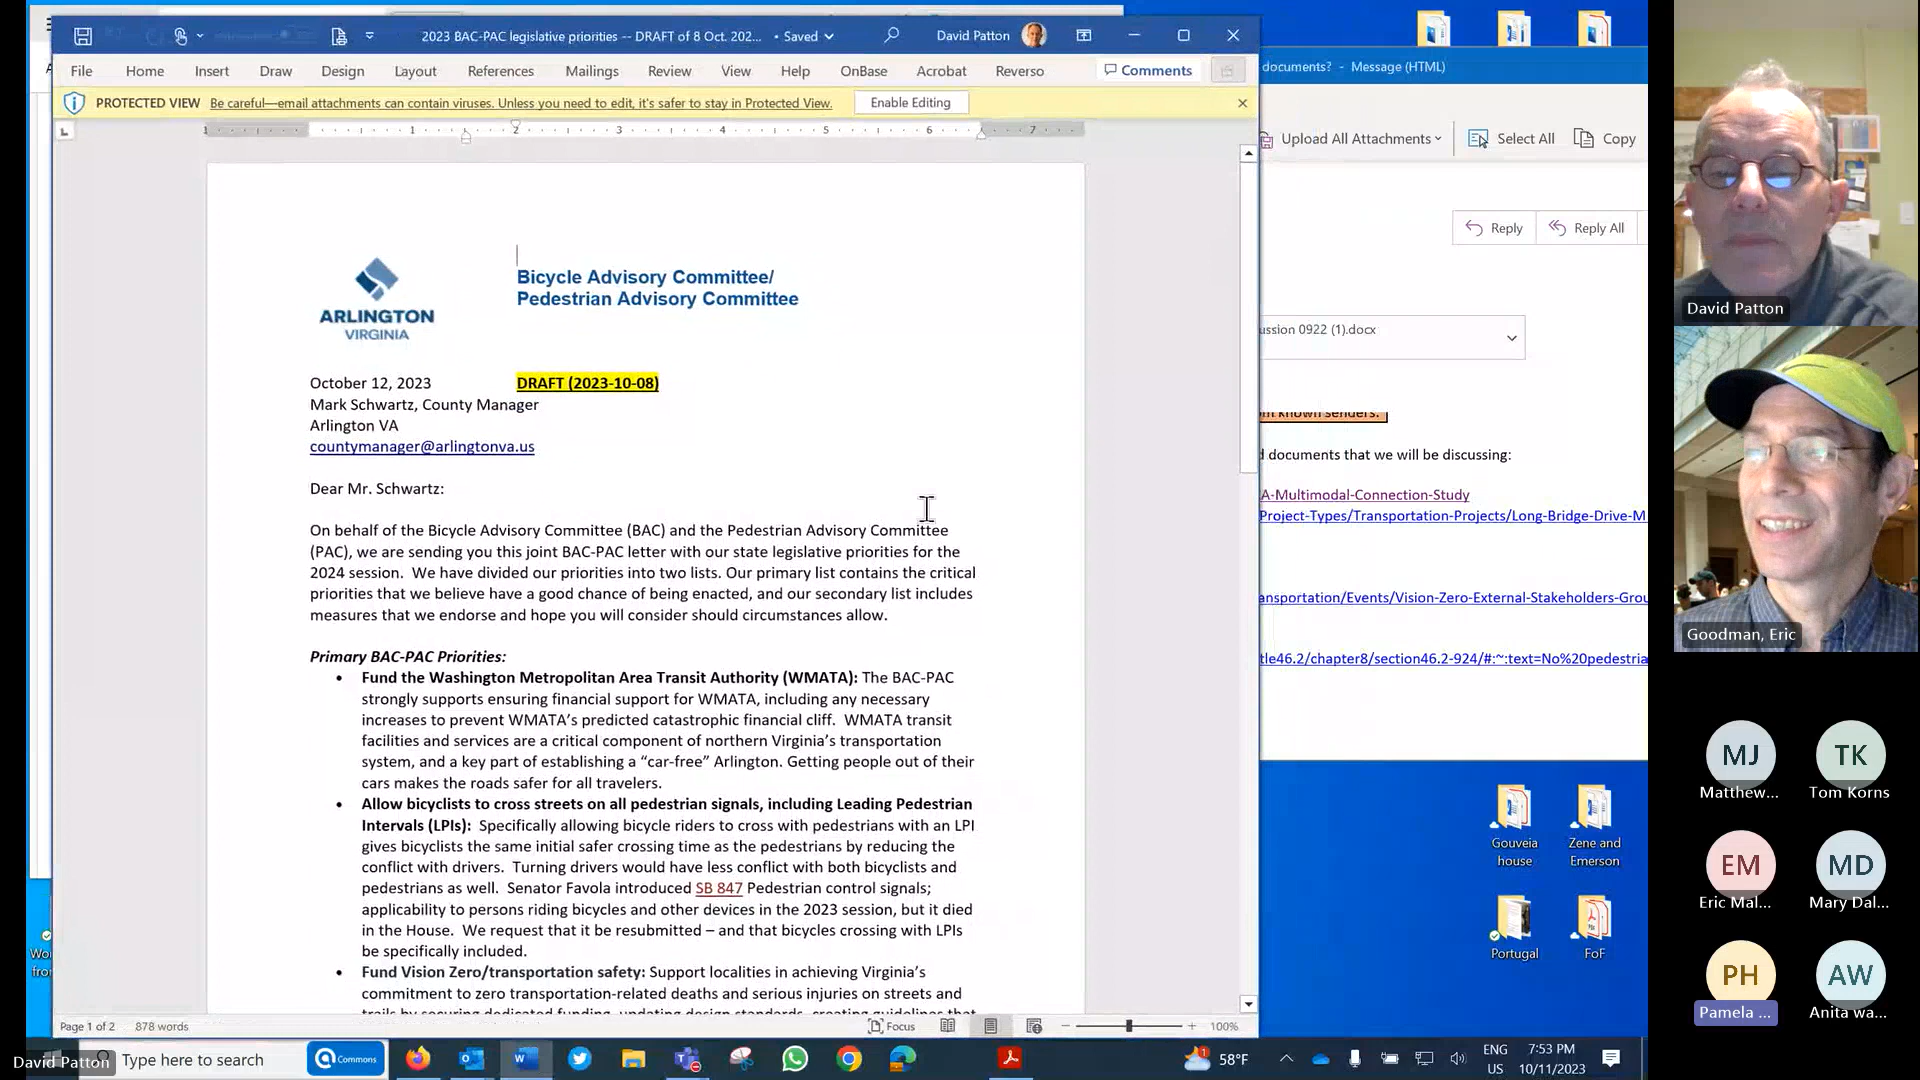 2023 BAC-PAC legislative priorities -- DRAFT of 8 Oct. 202... • Saved
David Patton
File Home Insert Draw Design Layout References Mailings Review View Help OnBase Acrobat Reverso Comments
PROTECTED VIEW Be careful—email attachments can contain viruses. Unless you need to edit, it's safer to stay in Protected View. Enable Editing
1 1 2 3 4 5 6 7
ARLINGTON
VIRGINIA
Bicycle Advisory Committee/
Pedestrian Advisory Committee
October 12, 2023 DRAFT (2023-10-08)
Mark Schwartz, County Manager
Arlington VA
countymanager@arlingtonva.us
Dear Mr. Schwartz:
On behalf of the Bicycle Advisory Committee (BAC) and the Pedestrian Advisory Committee
(PAC), we are sending you this joint BAC-PAC letter with our state legislative priorities for the
2024 session. We have divided our priorities into two lists. Our primary list contains the critical
priorities that we believe have a good chance of being enacted, and our secondary list includes
measures that we endorse and hope you will consider should circumstances allow.
Primary BAC-PAC Priorities:
• Fund the Washington Metropolitan Area Transit Authority (WMATA): The BAC-PAC
strongly supports ensuring financial support for WMATA, including any necessary
increases to prevent WMATA's predicted catastrophic financial cliff. WMATA transit
facilities and services are a critical component of northern Virginia's transportation
system, and a key part of establishing a “car-free” Arlington. Getting people out of their
cars makes the roads safer for all travelers.
• Allow bicyclists to cross streets on all pedestrian signals, including Leading Pedestrian
Intervals (LPIs): Specifically allowing bicycle riders to cross with pedestrians with an LPI
gives bicyclists the same initial safer crossing time as the pedestrians by reducing the
conflict with drivers. Turning drivers would have less conflict with both bicyclists and
pedestrians as well. Senator Favola introduced SB 847 Pedestrian control signals;
applicability to persons riding bicycles and other devices in the 2023 session, but it died
in the House. We request that it be resubmitted – and that bicycles crossing with LPIs
be specifically included.
• Fund Vision Zero/transportation safety: Support localities in achieving Virginia's
commitment to zero transportation-related deaths and serious injuries on streets and
trails by securing dedicated funding, updating design standards, creating guidelines that
Page 1 of 2 878 words Focus 100%
documents? - Message (HTML)
Upload All Attachments Select All Copy
Reply Reply All
ussion 0922 (1).docx
known senders.
d documents that we will be discussing:
A-Multimodal-Connection-Study
Project-Types/Transportation-Projects/Long-Bridge-Drive-M
ansportation/Events/Vision-Zero-External-Stakeholders-Grou
tle46.2/chapter8/section46.2-924/#:~:text=No%20pedestria
Gouveia
house
Zene and
Emerson
Portugal
FoF
Type here to search
Commons
58°F
ENG
US
7:53 PM
10/11/2023
David Patton
David Patton
Goodman, Eric
MJ
Matthew...
TK
Tom Korns
EM
Eric Mal...
MD
Mary Dal...
PH
Pamela ...
AW
Anita wa...